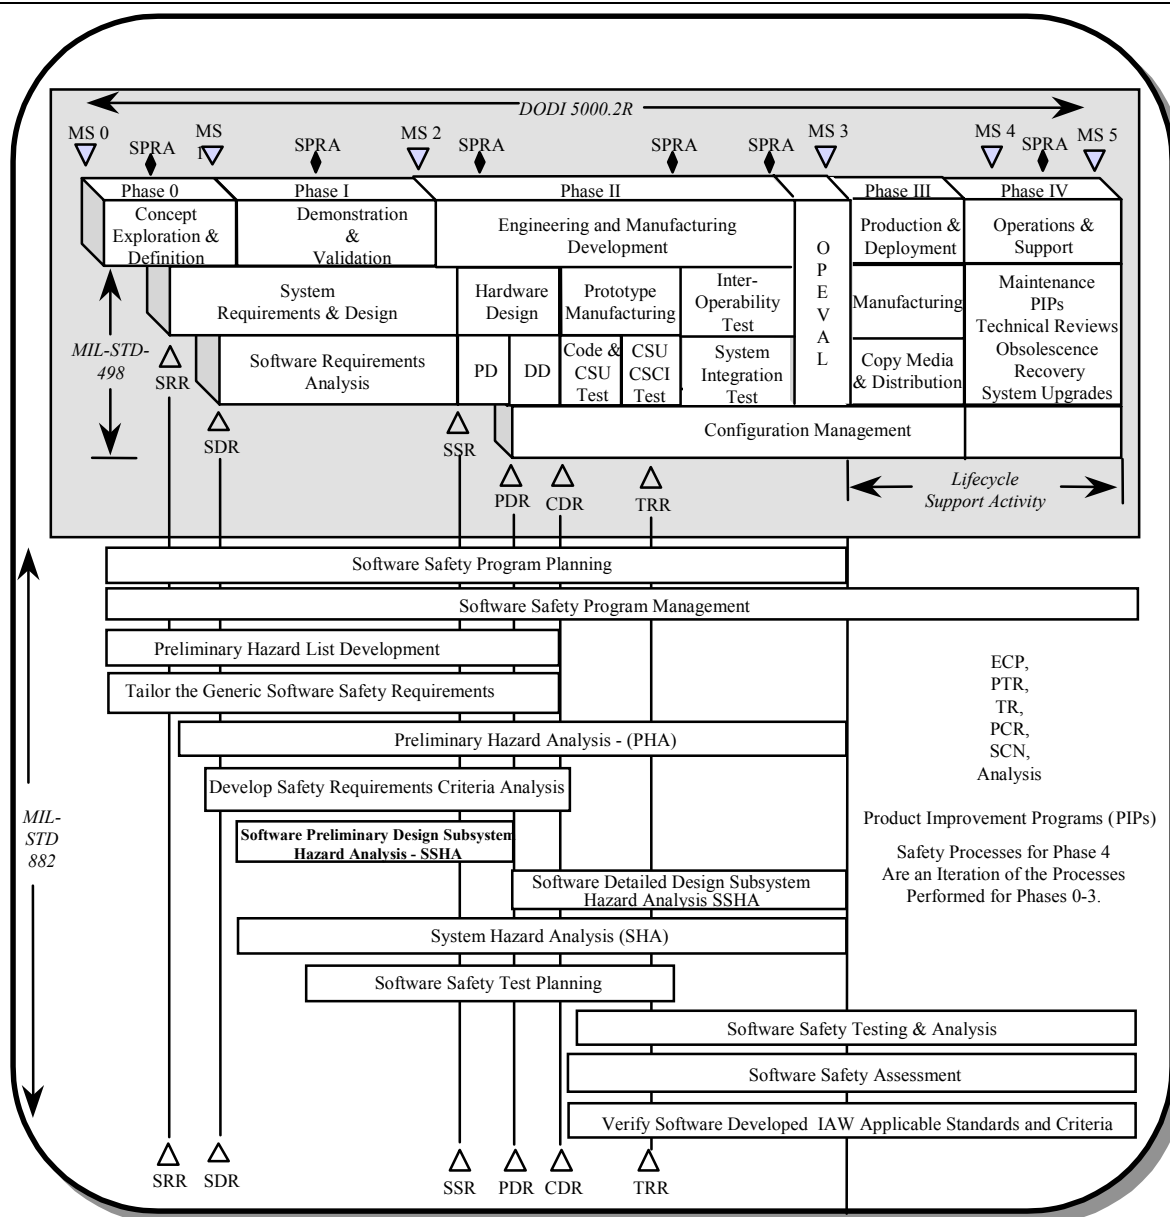 DODI 5000.2R
MS 0
SPRA
MS
1
SPRA
MS 2
SPRA
SPRA
SPRA
MS 3
MS 4
SPRA
MS 5
Phase 0
Phase I
Phase II
Phase III
Phase IV
Concept
Exploration &
Definition
Demonstration
&
Validation
Engineering and Manufacturing
Development
O
P
E
V
A
L
Production &
Deployment
Operations &
Support
System
Requirements & Design
Hardware
Design
Prototype
Manufacturing
Inter-
Operability
Test
Manufacturing
Maintenance
PIPs
Technical Reviews
Obsolescence
Recovery
System Upgrades
MIL-STD-
498
SRR
Software Requirements
Analysis
PD
DD
Code &
CSU
Test
CSU
CSCI
Test
System
Integration
Test
Copy Media
& Distribution
SDR
SSR
Configuration Management
PDR
CDR
TRR
Lifecycle
Support Activity
Software Safety Program Planning
Software Safety Program Management
Preliminary Hazard List Development
Tailor the Generic Software Safety Requirements
Preliminary Hazard Analysis - (PHA)
Develop Safety Requirements Criteria Analysis
MIL-
STD
882
Software Preliminary Design Subsystem
Hazard Analysis - SSHA
Software Detailed Design Subsystem
Hazard Analysis SSHA
System Hazard Analysis (SHA)
Software Safety Test Planning
ECP,
PTR,
TR,
PCR,
SCN,
Analysis
Product Improvement Programs (PIPs)
Safety Processes for Phase 4
Are an Iteration of the Processes
Performed for Phases 0-3.
Software Safety Testing & Analysis
Software Safety Assessment
Verify Software Developed IAW Applicable Standards and Criteria
SRR
SDR
SSR
PDR
CDR
TRR